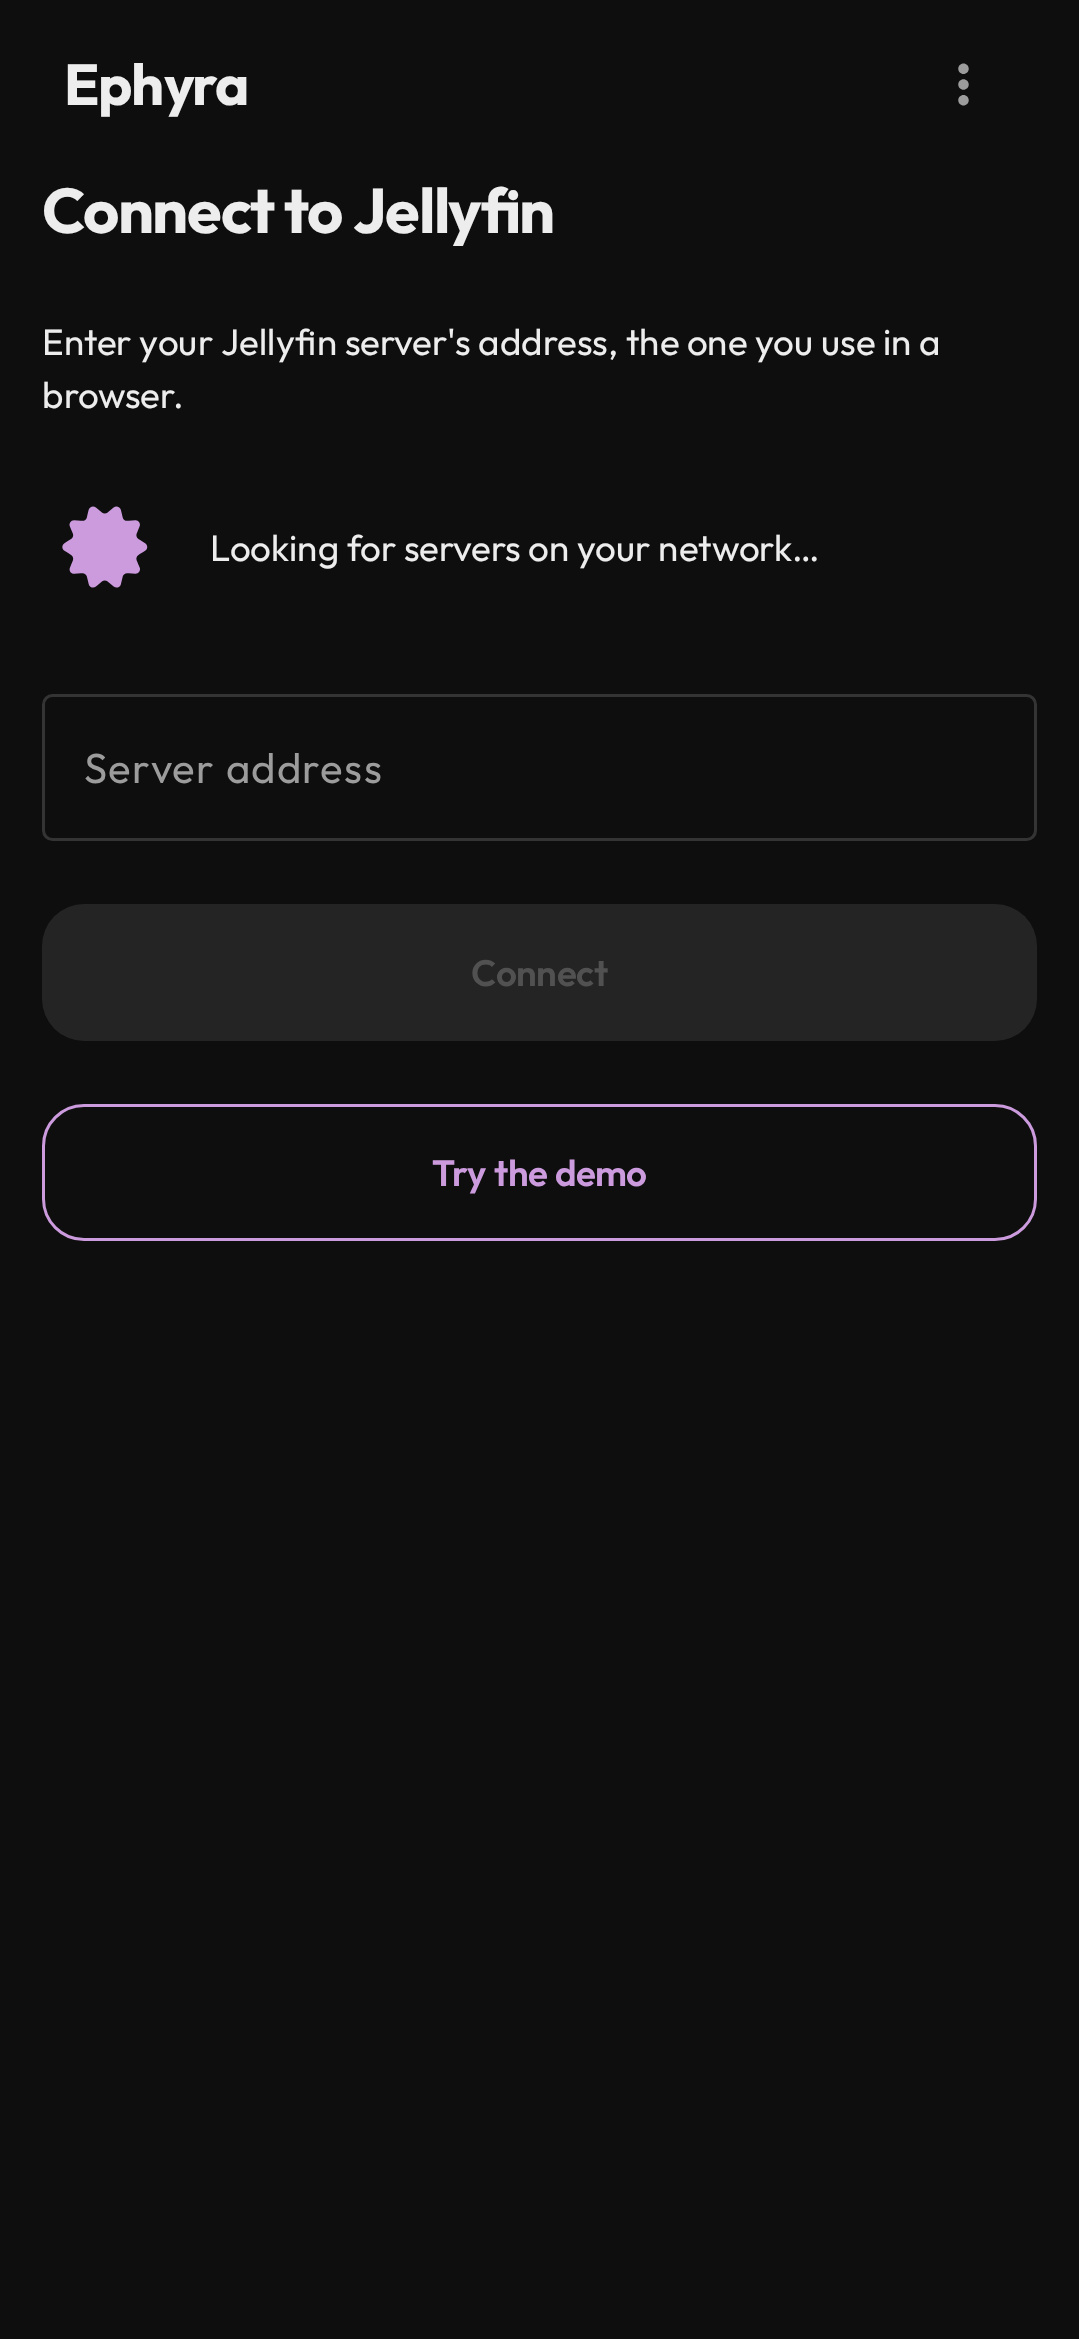 Ephyra
Connect to Jellyfin
Enter your Jellyfin server's address, the one you use in a
browser.
Looking for servers on your network...
Server address
Connect
Try the demo